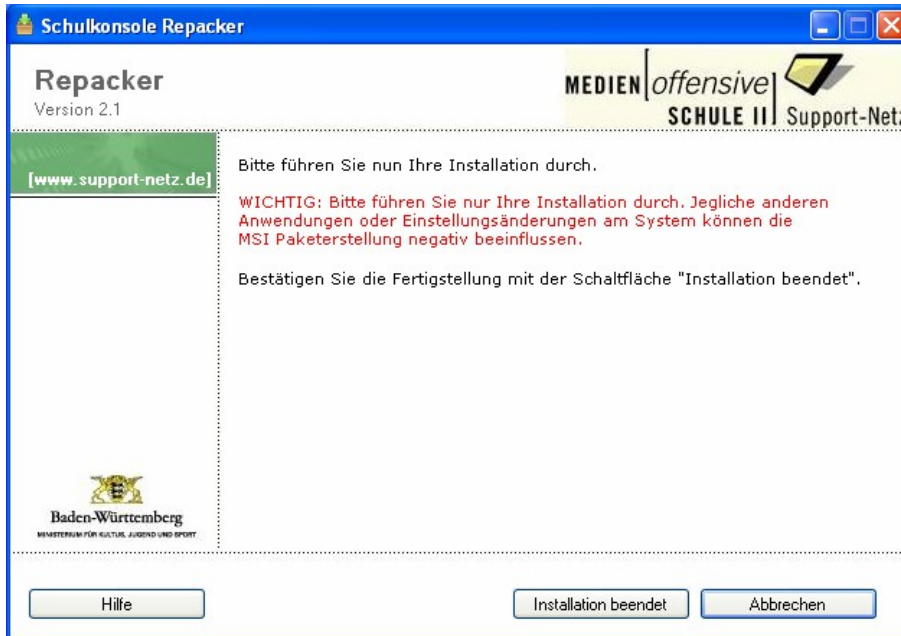 Schulkonsole Repacker
Repacker
Version 2.1
MEDIEN offensive
SCHULE II Support-Netz
[www.support-netz.de]
Bitte führen Sie nun Ihre Installation durch.
WICHTIG: Bitte führen Sie nur Ihre Installation durch. Jegliche anderen
Anwendungen oder Einstellungsänderungen am System können die
MSI Paketerstellung negativ beeinflussen.
Bestätigen Sie die Fertigstellung mit der Schaltfläche "Installation beendet".
Baden-Württemberg
MINISTERIUM FÜR KULTUS, JUGEND UND SPORT
Hilfe
Installation beendet
Abbrechen